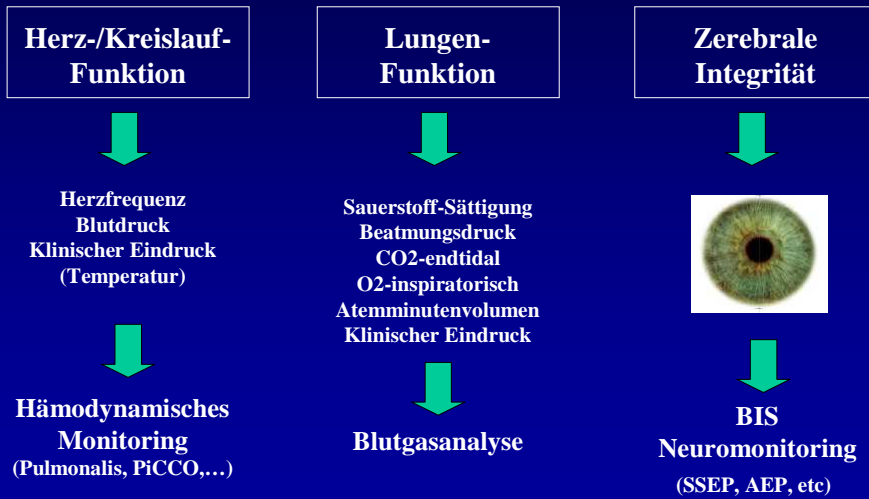 Herz-/Kreislauf-
Funktion
Herzfrequenz
Blutdruck
Klinischer Eindruck
(Temperatur)
Hämodynamisches
Monitoring
(Pulmonalis, PiCCO,…)
Lungen-
Funktion
Sauerstoff-Sättigung
Beatmungsdruck
CO2-endtidal
O2-inspiratorisch
Atemminutenvolumen
Klinischer Eindruck
Blutgasanalyse
Zerebrale
Integrität
BIS
Neuromonitoring
(SSEP, AEP, etc)